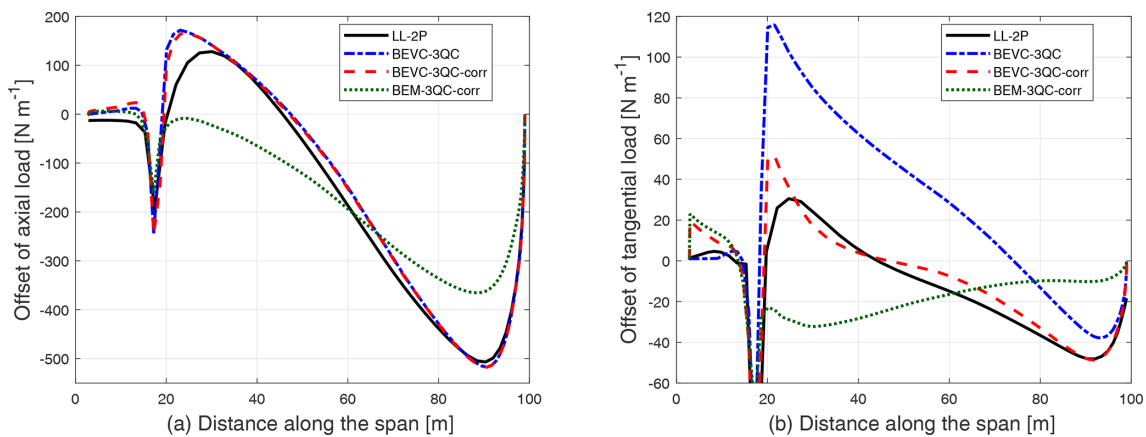 200
100
0
-100
-200
-300
-400
-500
Offset of axial load [N m-1]
0
20
40
60
80
100
(a) Distance along the span [m]
LL-2P
BEVC-3QC
BEVC-3QC-corr
BEM-3QC-corr
120
100
80
60
40
20
0
-20
-40
-60
Offset of tangential load [N m-1]
0
20
40
60
80
100
(b) Distance along the span [m]
LL-2P
BEVC-3QC
BEVC-3QC-corr
BEM-3QC-corr